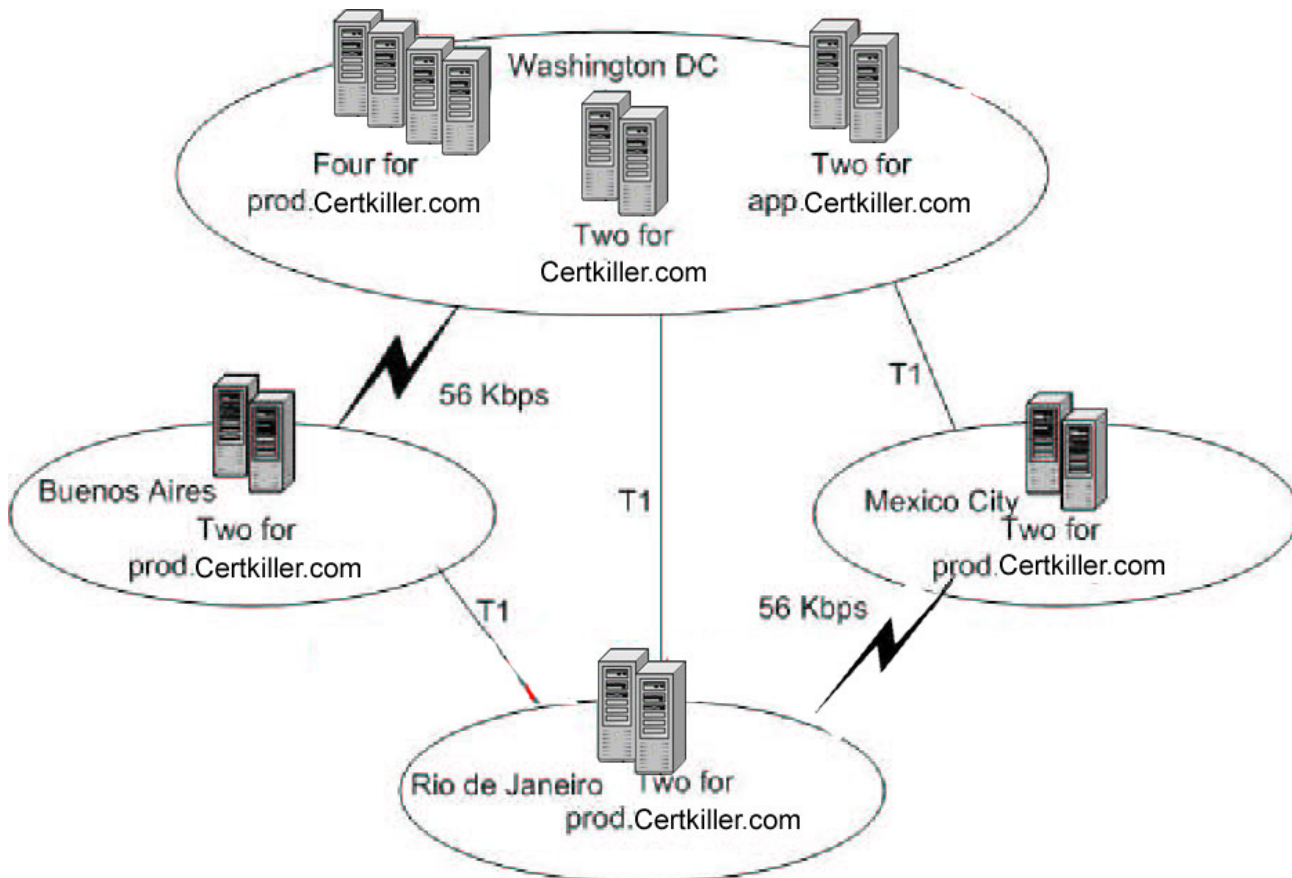 Washington DC
Four for
prod.Certkiller.com
Two for
Certkiller.com
Two for
app.Certkiller.com
56 Kbps
T1
T1
Buenos Aires
Two for
prod.Certkiller.com
Mexico City
Two for
prod.Certkiller.com
T1
56 Kbps
Rio de Janeiro
Two for
prod.Certkiller.com